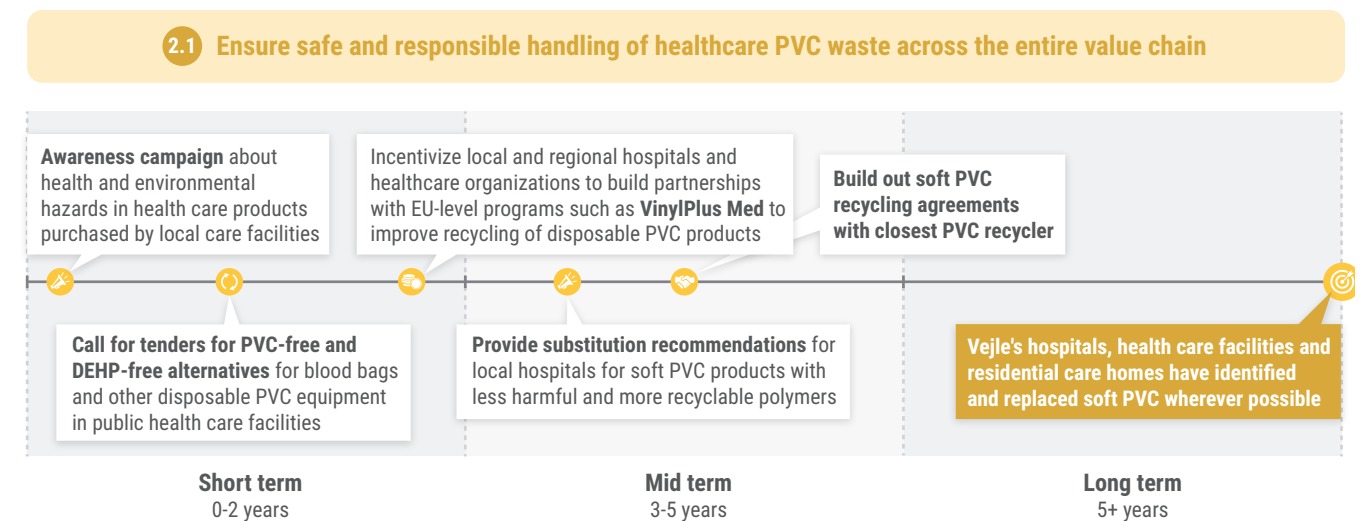 2.1 Ensure safe and responsible handling of healthcare PVC waste across the entire value chain
Awareness campaign about
health and environmental
hazards in health care products
purchased by local care facilities
Incentivize local and regional hospitals and
healthcare organizations to build partnerships
with EU-level programs such as VinylPlus Med to
improve recycling of disposable PVC products
Build out soft PVC
recycling agreements
with closest PVC recycler
Call for tenders for PVC-free and
DEHP-free alternatives for blood bags
and other disposable PVC equipment
in public health care facilities
Provide substitution recommendations for
local hospitals for soft PVC products with
less harmful and more recyclable polymers
Vejle's hospitals, health care facilities and
residential care homes have identified
and replaced soft PVC wherever possible
Short term
0-2 years
Mid term
3-5 years
Long term
5+ years